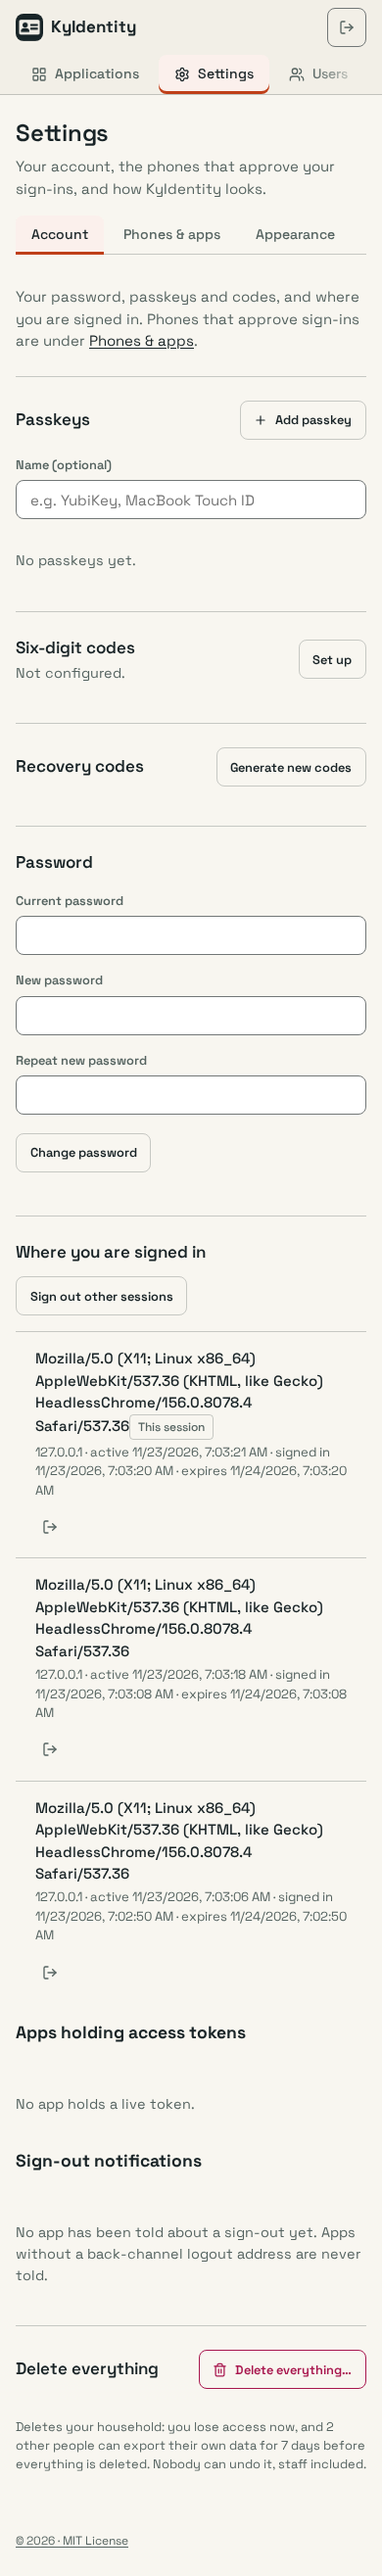 Kyldentity
Applications
Settings
Users
Settings
Your account, the phones that approve your
sign-ins, and how Kyldentity looks.
Account
Phones & apps
Appearance
Your password, passkeys and codes, and where
you are signed in. Phones that approve sign-ins
are under Phones & apps.
Passkeys
Add passkey
Name (optional)
e.g. YubiKey, MacBook Touch ID
No passkeys yet.
Six-digit codes
Not configured.
Set up
Recovery codes
Generate new codes
Password
Current password
New password
Repeat new password
Change password
Where you are signed in
Sign out other sessions
Mozilla/5.0 (X11; Linux x86_64)
AppleWebKit/537.36 (KHTML, like Gecko)
HeadlessChrome/156.0.8078.4
Safari/537.36 This session
127.0.0.1 · active 11/23/2026, 7:03:21 AM · signed in
11/23/2026, 7:03:20 AM · expires 11/24/2026, 7:03:20
AM
Mozilla/5.0 (X11; Linux x86_64)
AppleWebKit/537.36 (KHTML, like Gecko)
HeadlessChrome/156.0.8078.4
Safari/537.36
127.0.0.1 · active 11/23/2026, 7:03:18 AM · signed in
11/23/2026, 7:03:08 AM · expires 11/24/2026, 7:03:08
AM
Mozilla/5.0 (X11; Linux x86_64)
AppleWebKit/537.36 (KHTML, like Gecko)
HeadlessChrome/156.0.8078.4
Safari/537.36
127.0.0.1 · active 11/23/2026, 7:03:06 AM · signed in
11/23/2026, 7:02:50 AM · expires 11/24/2026, 7:02:50
AM
Apps holding access tokens
No app holds a live token.
Sign-out notifications
No app has been told about a sign-out yet. Apps
without a back-channel logout address are never
told.
Delete everything
Delete everything...
Deletes your household: you lose access now, and 2
other people can export their own data for 7 days before
everything is deleted. Nobody can undo it, staff included.
© 2026 · MIT License